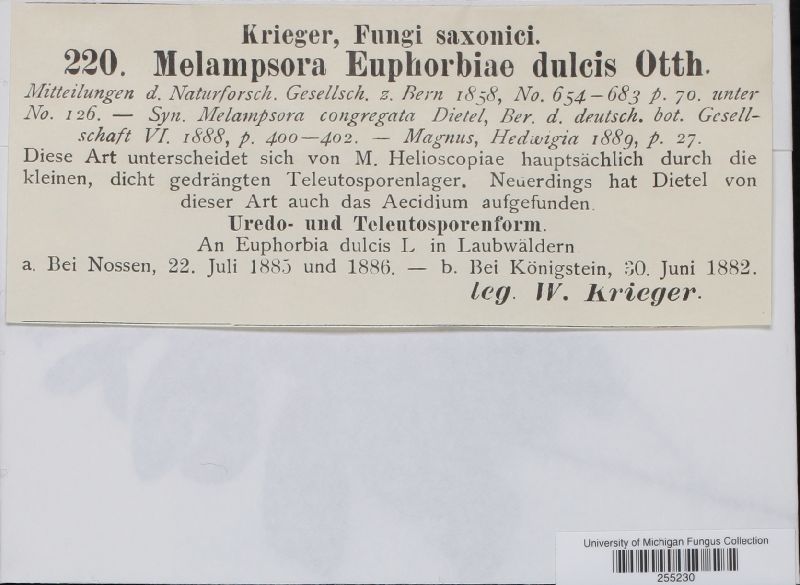 Krieger, Fungi saxonici.
220. Melampsora Euphorbiae dulcis Otth.
Mitteilungen d. Naturforsch. Gesellsch. z. Bern 1858, No. 654—683 p. 70. unter
No. 126. — Syn. Melampsora congregata Dietel, Ber. d. deutsch. bot. Gesell-
schaft VI. 1888, p. 400—402. — Magnus, Hedwigia 1889, p. 27.
Diese Art unterscheidet sich von M. Helioscopiae hauptsächlich durch die
kleinen, dicht gedrängten Teleutosporenlager. Neuerdings hat Dietel von
dieser Art auch das Aecidium aufgefunden.
Uredo- und Teleutosporenform.
An Euphorbia dulcis L in Laubwäldern
a. Bei Nossen, 22. Juli 1885 und 1886. — b. Bei Königstein, 30. Juni 1882.
leg. W. Krieger.
University of Michigan Fungus Collection
255230